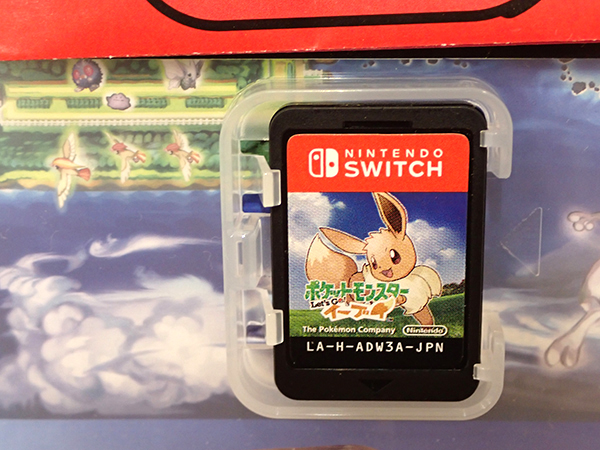 NINTENDO
SWITCH
ポケットモンスター
Let's Go!
イーブイ
The Pokémon Company
Nintendo
LA-H-ADW3A-JPN